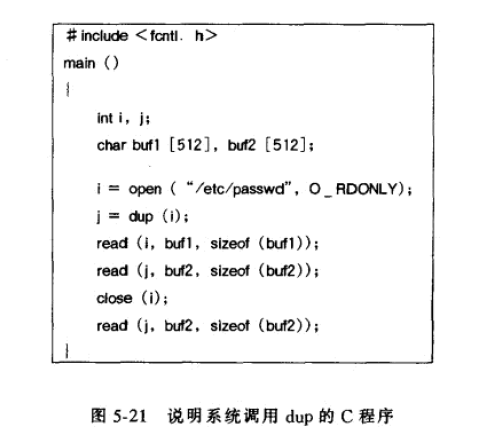 # include <fcntl. h>
main ()
{
int i, j;
char buf1 [512], buf2 [512];
i = open ( “/etc/passwd”, O _ RDONLY);
j = dup (i);
read (i, buf1, sizeof (buf1));
read (j, buf2, sizeof (buf2));
close (i);
read (j, buf2, sizeof (buf2));
}
图 5-21 说明系统调用 dup 的 C 程序